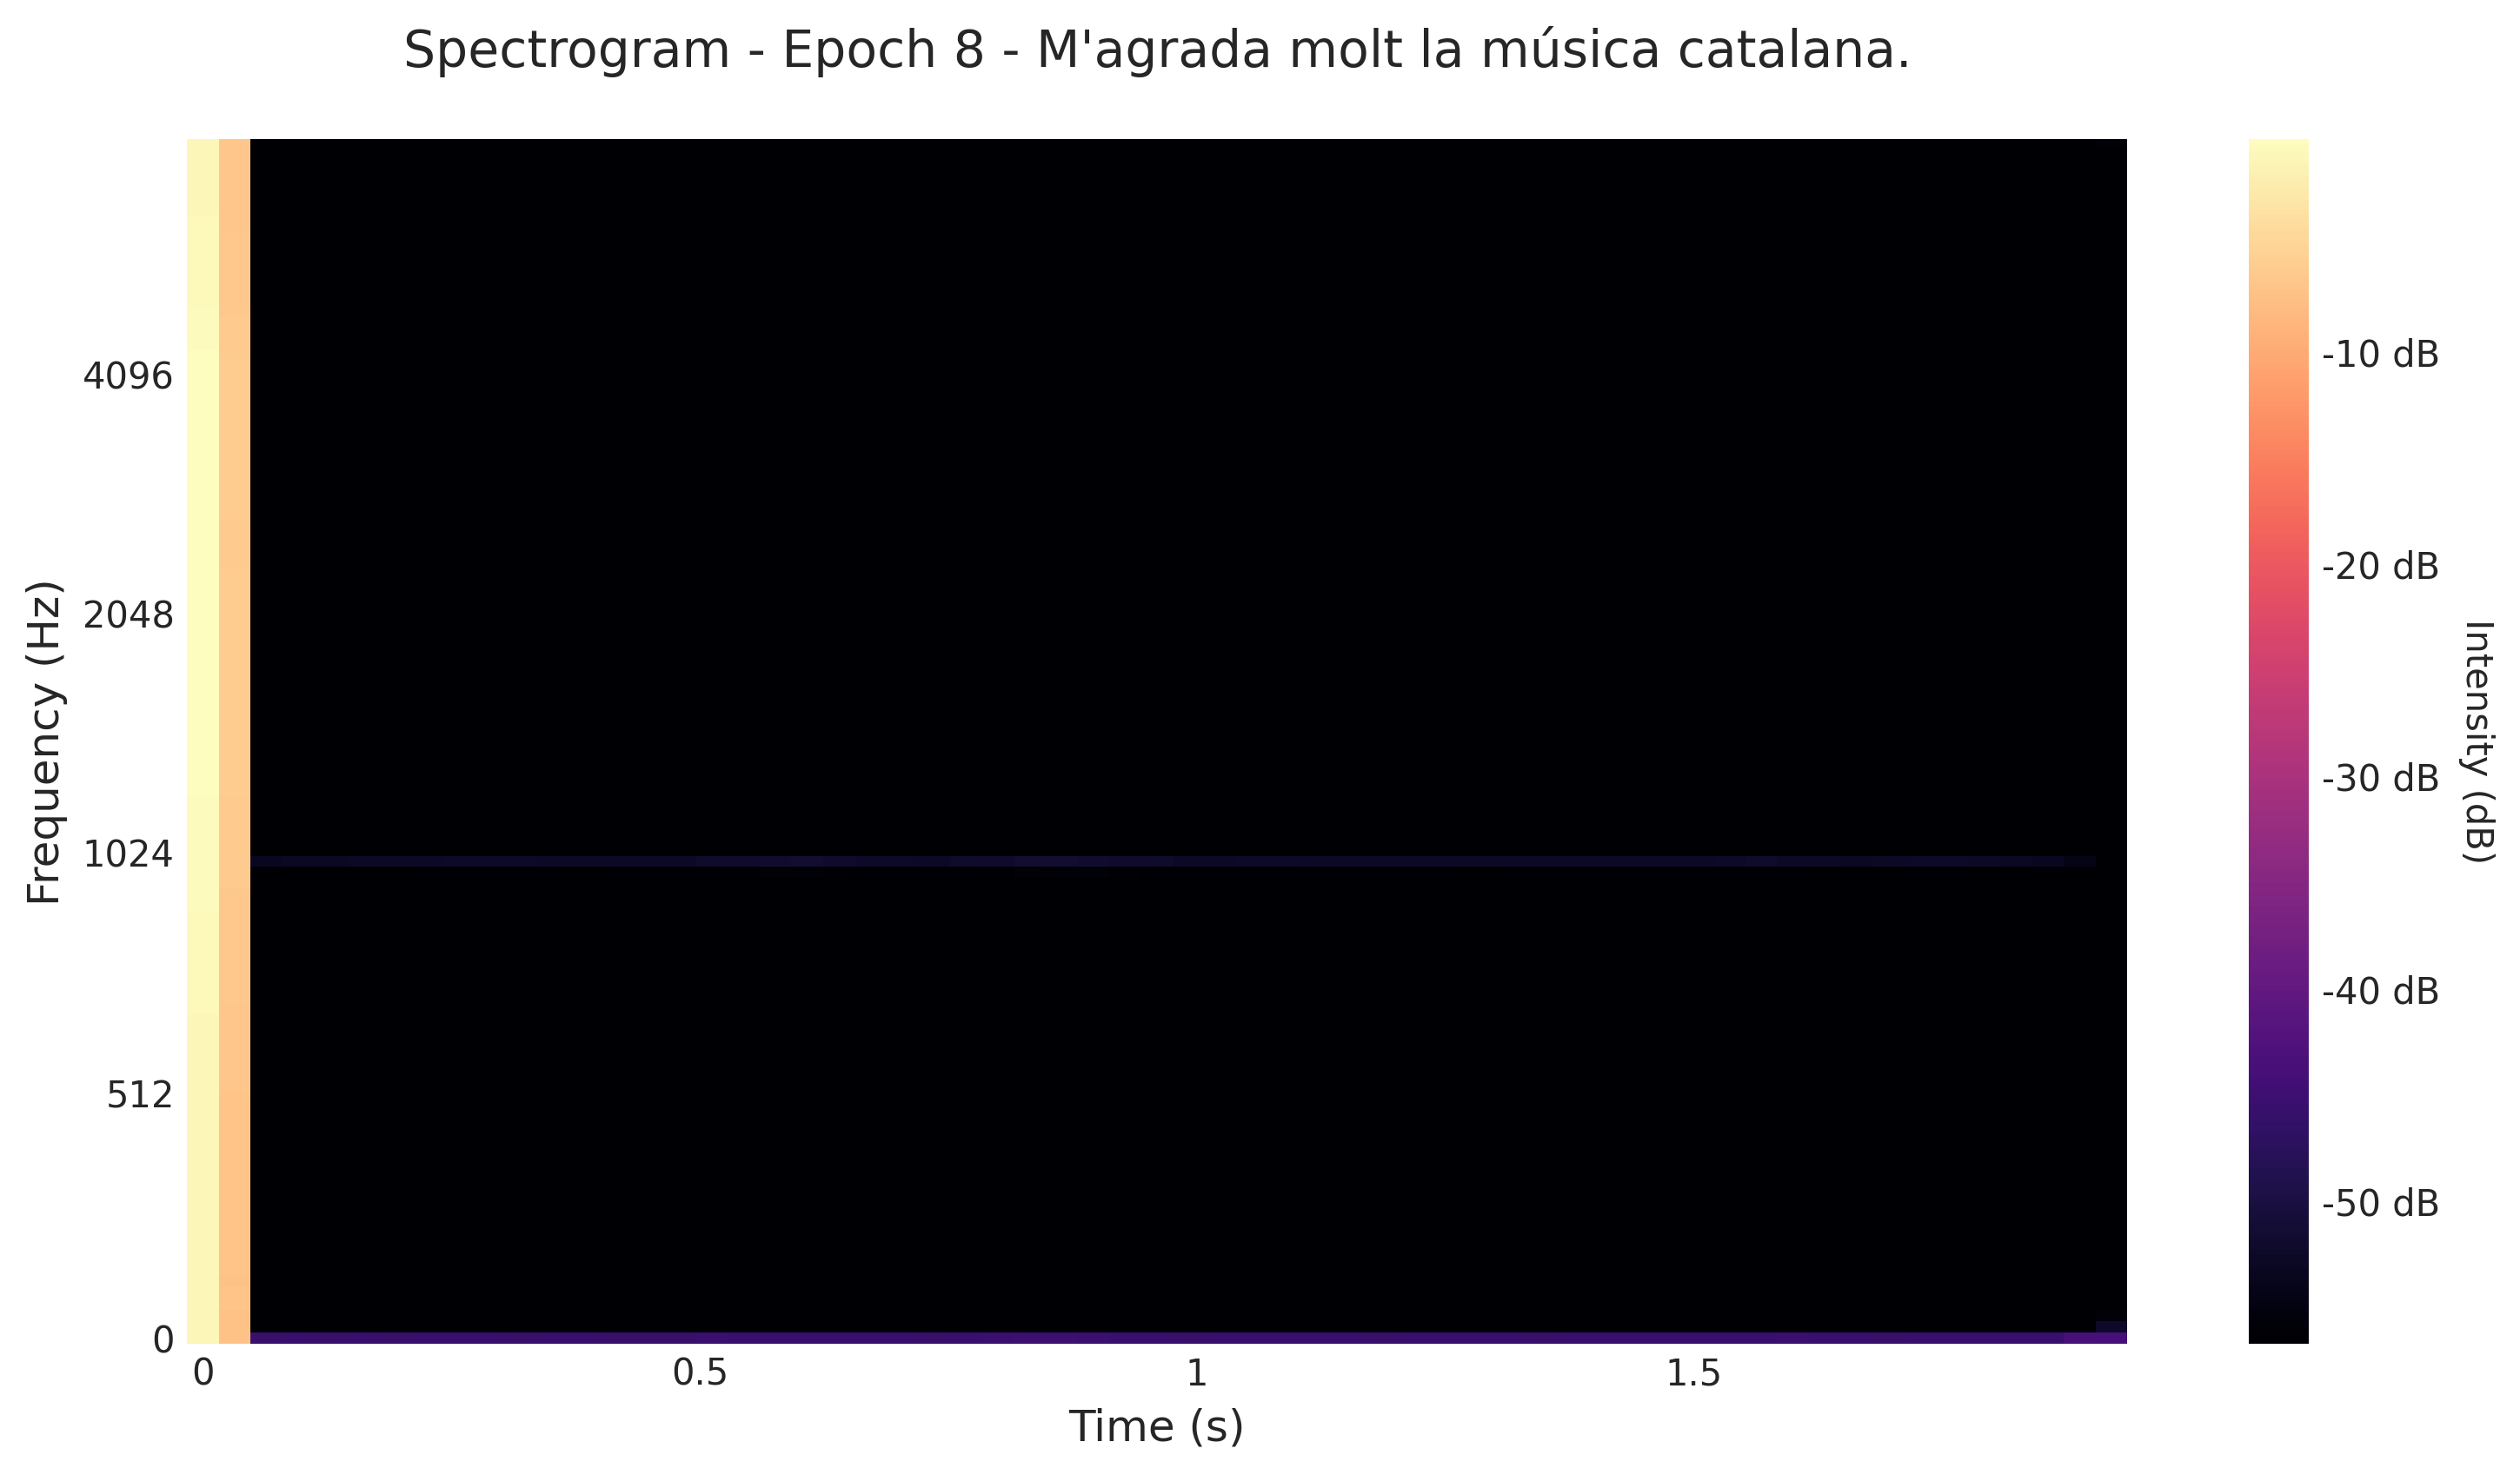 Spectrogram - Epoch 8 - M'agrada molt la música catalana.
Frequency (Hz)
4096
2048
1024
512
0
0
0.5
1
1.5
Time (s)
-10 dB
-20 dB
-30 dB
-40 dB
-50 dB
Intensity (dB)